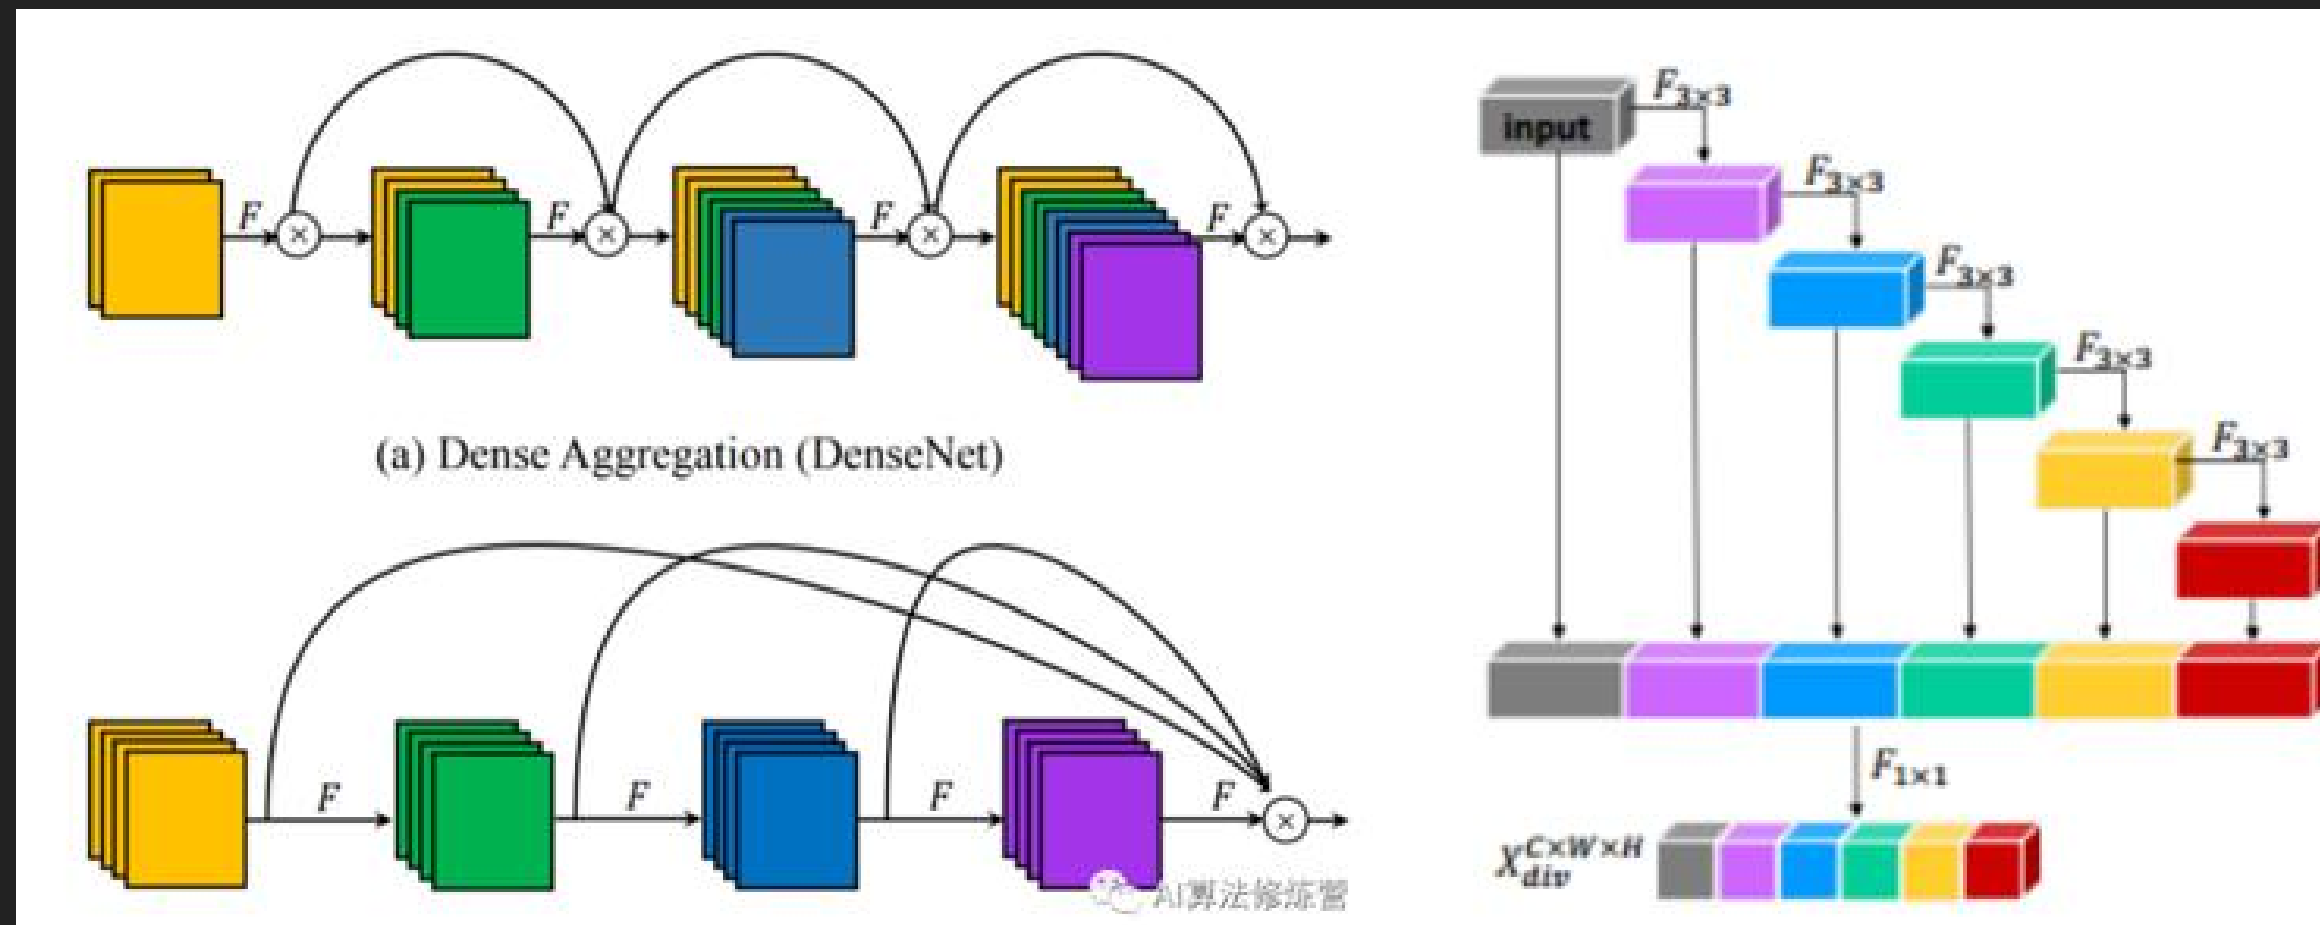 F
F
F
F
(a) Dense Aggregation (DenseNet)
F
F
F
F
AI算法修炼营
input
F3×3
F3×3
F3×3
F3×3
F3×3
F1×1
X_div^{C×W×H}